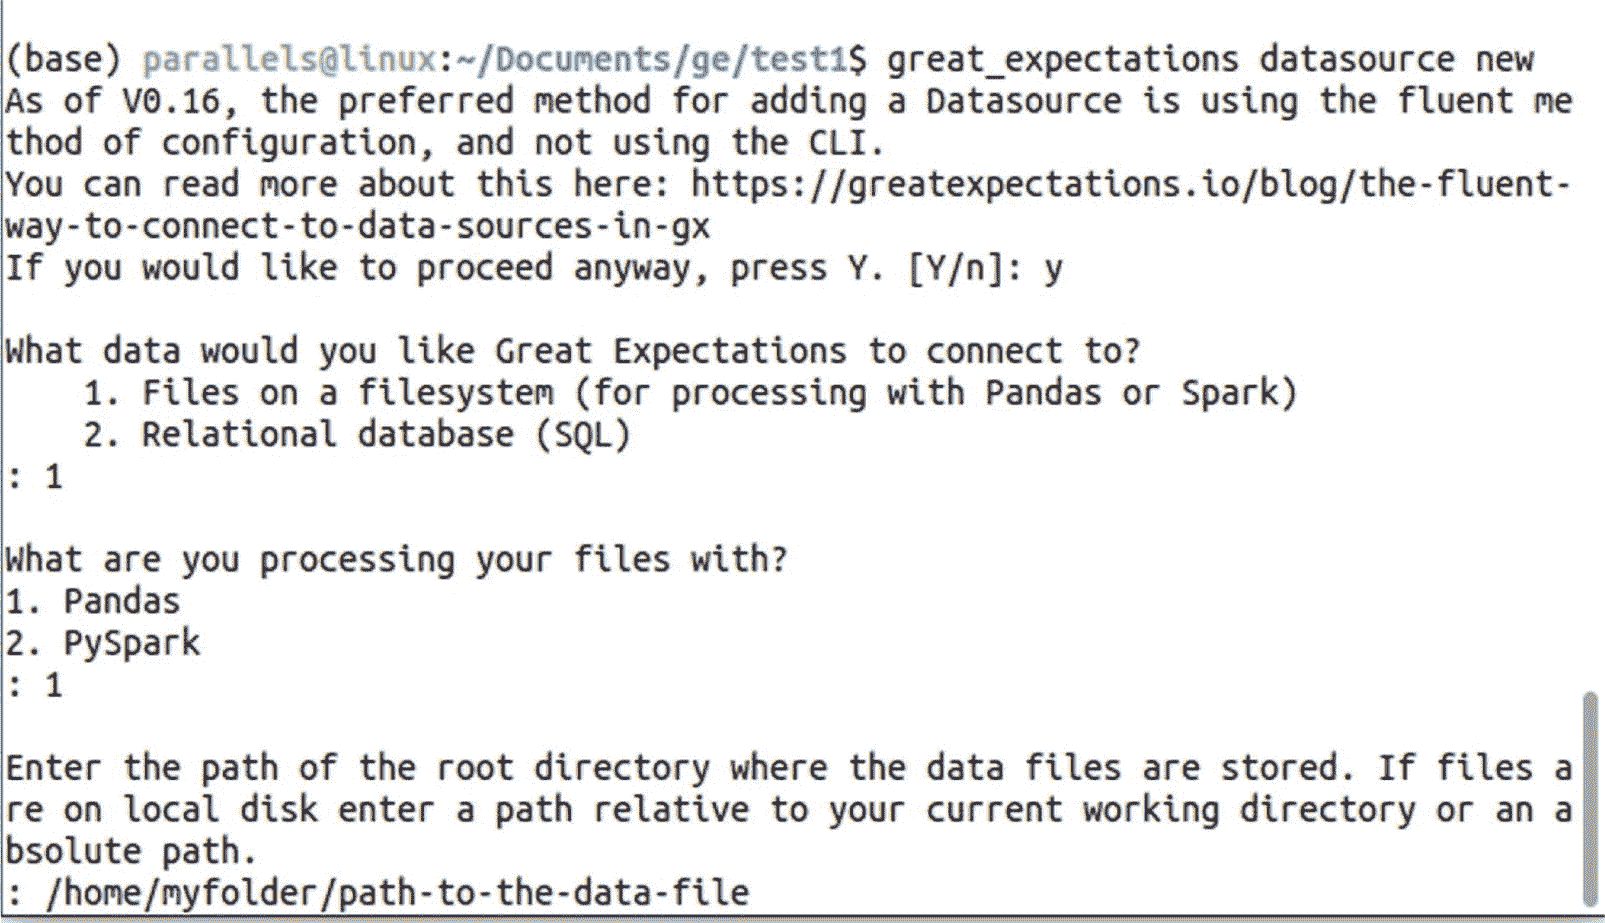 (base) parallels@linux:~/Documents/ge/test1$ great_expectations datasource new
As of V0.16, the preferred method for adding a Datasource is using the fluent me
thod of configuration, and not using the CLI.
You can read more about this here: https://greatexpectations.io/blog/the-fluent-
way-to-connect-to-data-sources-in-gx
If you would like to proceed anyway, press Y. [Y/n]: y
What data would you like Great Expectations to connect to?
    1. Files on a filesystem (for processing with Pandas or Spark)
    2. Relational database (SQL)
: 1
What are you processing your files with?
1. Pandas
2. PySpark
: 1
Enter the path of the root directory where the data files are stored. If files a
re on local disk enter a path relative to your current working directory or an a
bsolute path.
: /home/myfolder/path-to-the-data-file